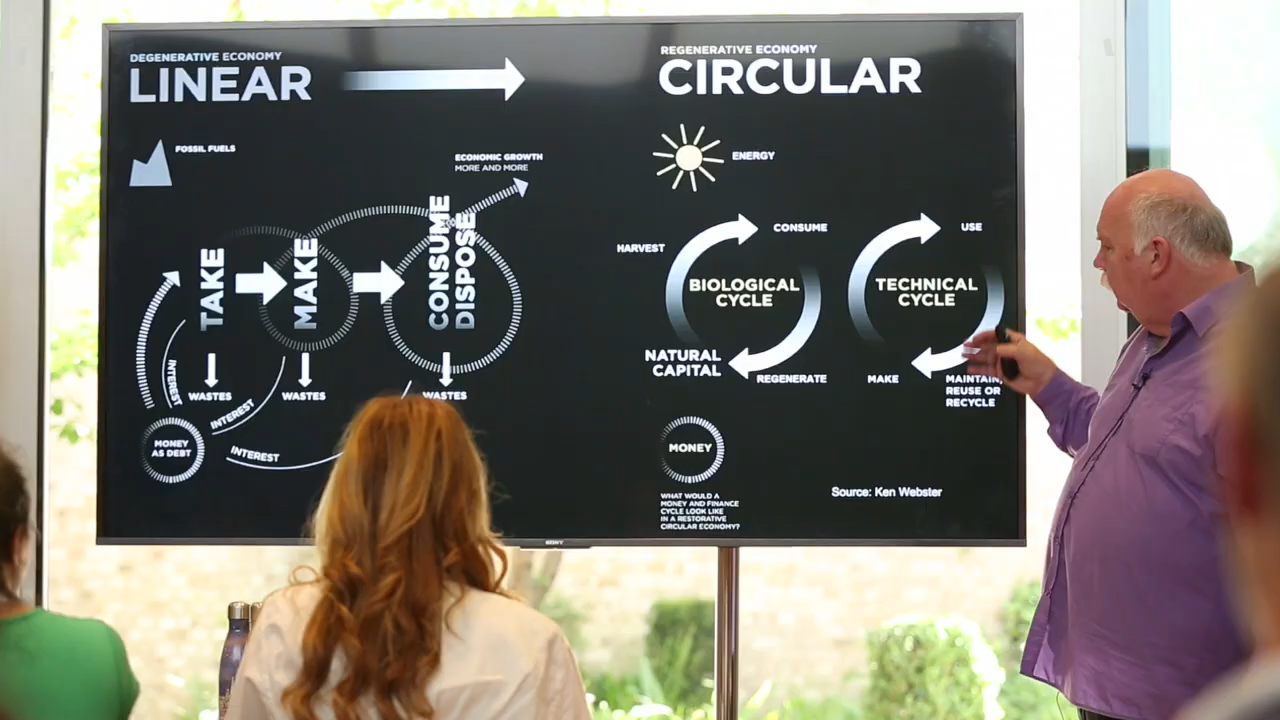 DEGENERATIVE ECONOMY
LINEAR
FOSSIL FUELS
ECONOMIC GROWTH
MORE AND MORE
TAKE
MAKE
CONSUME
DISPOSE
WASTES
WASTES
WASTES
INTEREST
INTEREST
INTEREST
MONEY
AS DEBT
REGENERATIVE ECONOMY
CIRCULAR
ENERGY
HARVEST
CONSUME
BIOLOGICAL
CYCLE
NATURAL
CAPITAL
REGENERATE
USE
TECHNICAL
CYCLE
MAKE
MAINTAIN,
REUSE OR
RECYCLE
MONEY
WHAT WOULD A
MONEY AND FINANCE
CYCLE LOOK LIKE
IN A RESTORATIVE
CIRCULAR ECONOMY?
Source: Ken Webster
SONY